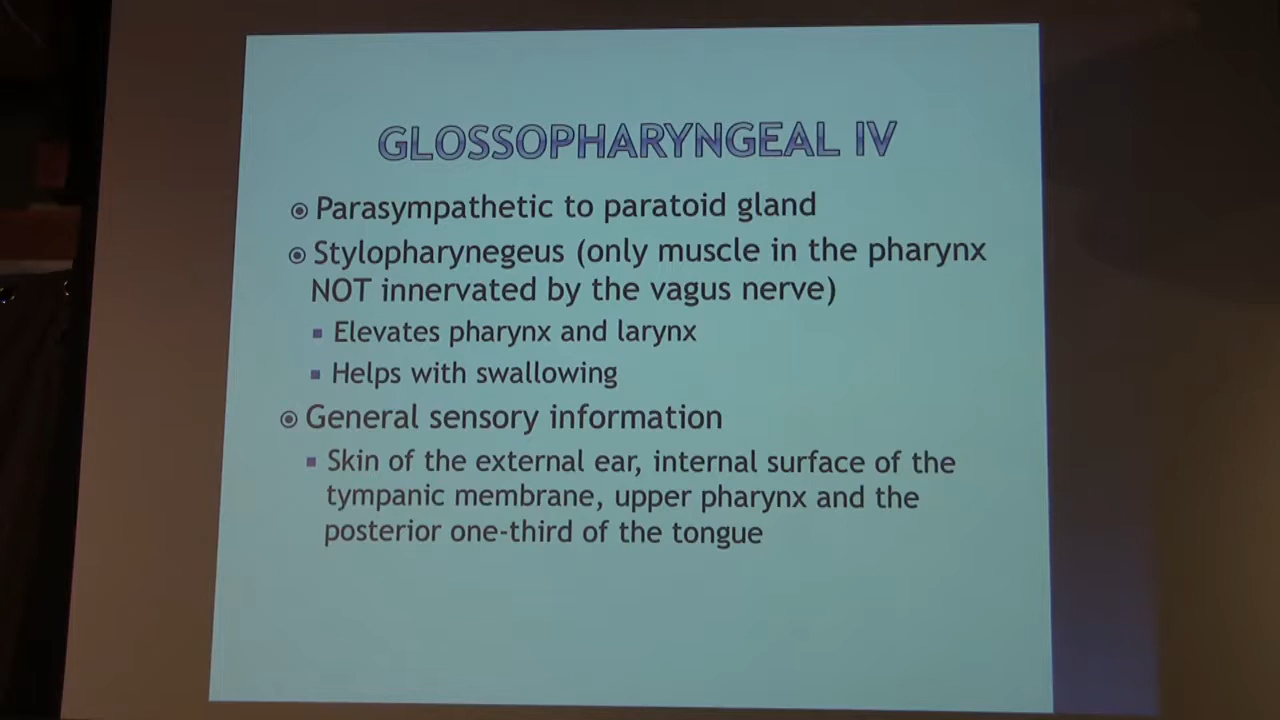 GLOSSOPHARYNGEAL IV
Parasympathetic to paratoid gland
Stylopharynegeus (only muscle in the pharynx
NOT innervated by the vagus nerve)
Elevates pharynx and larynx
Helps with swallowing
General sensory information
Skin of the external ear, internal surface of the
tympanic membrane, upper pharynx and the
posterior one-third of the tongue